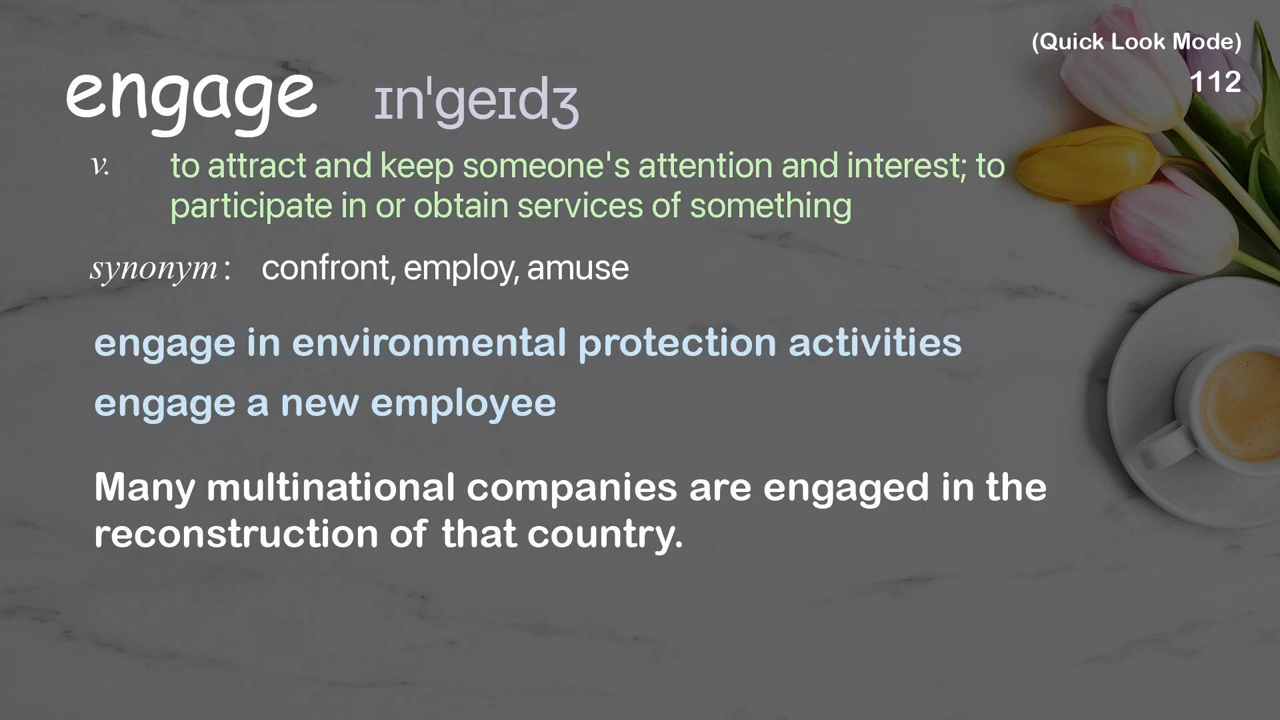 (Quick Look Mode)
112
engage ɪn'geɪdʒ
v. to attract and keep someone's attention and interest; to
participate in or obtain services of something
synonym: confront, employ, amuse
engage in environmental protection activities
engage a new employee
Many multinational companies are engaged in the
reconstruction of that country.